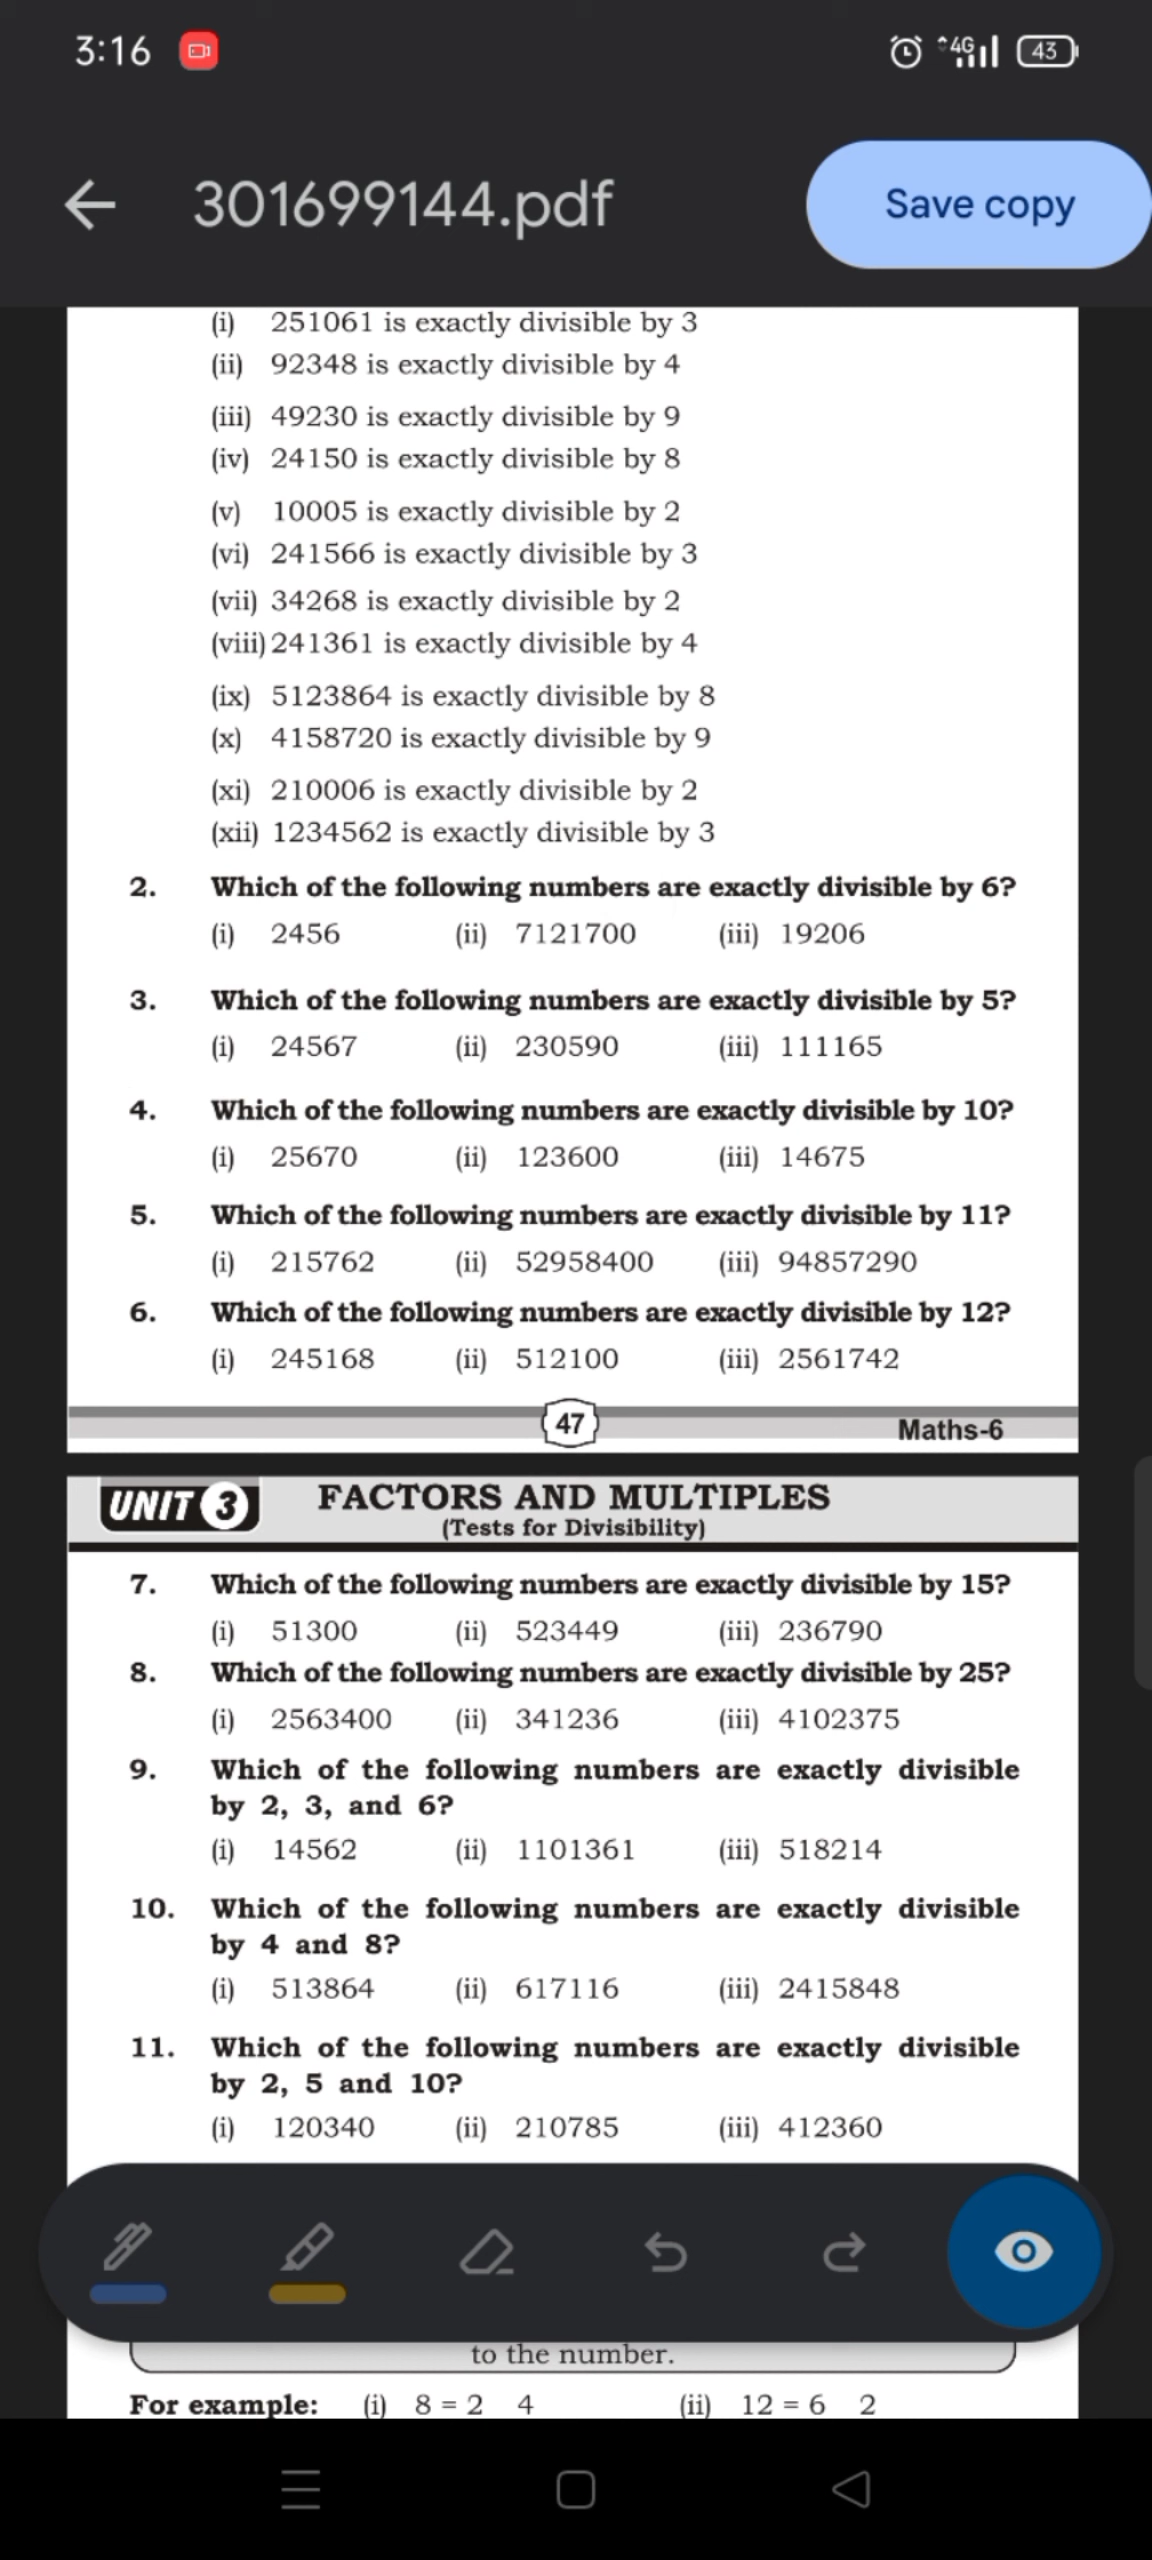 3:16
4G
43
301699144.pdf
Save copy
(i) 251061 is exactly divisible by 3
(ii) 92348 is exactly divisible by 4
(iii) 49230 is exactly divisible by 9
(iv) 24150 is exactly divisible by 8
(v) 10005 is exactly divisible by 2
(vi) 241566 is exactly divisible by 3
(vii) 34268 is exactly divisible by 2
(viii) 241361 is exactly divisible by 4
(ix) 5123864 is exactly divisible by 8
(x) 4158720 is exactly divisible by 9
(xi) 210006 is exactly divisible by 2
(xii) 1234562 is exactly divisible by 3
2. Which of the following numbers are exactly divisible by 6?
(i) 2456 (ii) 7121700 (iii) 19206
3. Which of the following numbers are exactly divisible by 5?
(i) 24567 (ii) 230590 (iii) 111165
4. Which of the following numbers are exactly divisible by 10?
(i) 25670 (ii) 123600 (iii) 14675
5. Which of the following numbers are exactly divisible by 11?
(i) 215762 (ii) 52958400 (iii) 94857290
6. Which of the following numbers are exactly divisible by 12?
(i) 245168 (ii) 512100 (iii) 2561742
47
Maths-6
UNIT 3 FACTORS AND MULTIPLES
(Tests for Divisibility)
7. Which of the following numbers are exactly divisible by 15?
(i) 51300 (ii) 523449 (iii) 236790
8. Which of the following numbers are exactly divisible by 25?
(i) 2563400 (ii) 341236 (iii) 4102375
9. Which of the following numbers are exactly divisible
by 2, 3, and 6?
(i) 14562 (ii) 1101361 (iii) 518214
10. Which of the following numbers are exactly divisible
by 4 and 8?
(i) 513864 (ii) 617116 (iii) 2415848
11. Which of the following numbers are exactly divisible
by 2, 5 and 10?
(i) 120340 (ii) 210785 (iii) 412360
to the number.
For example: (i) 8 = 2 4 (ii) 12 = 6 2